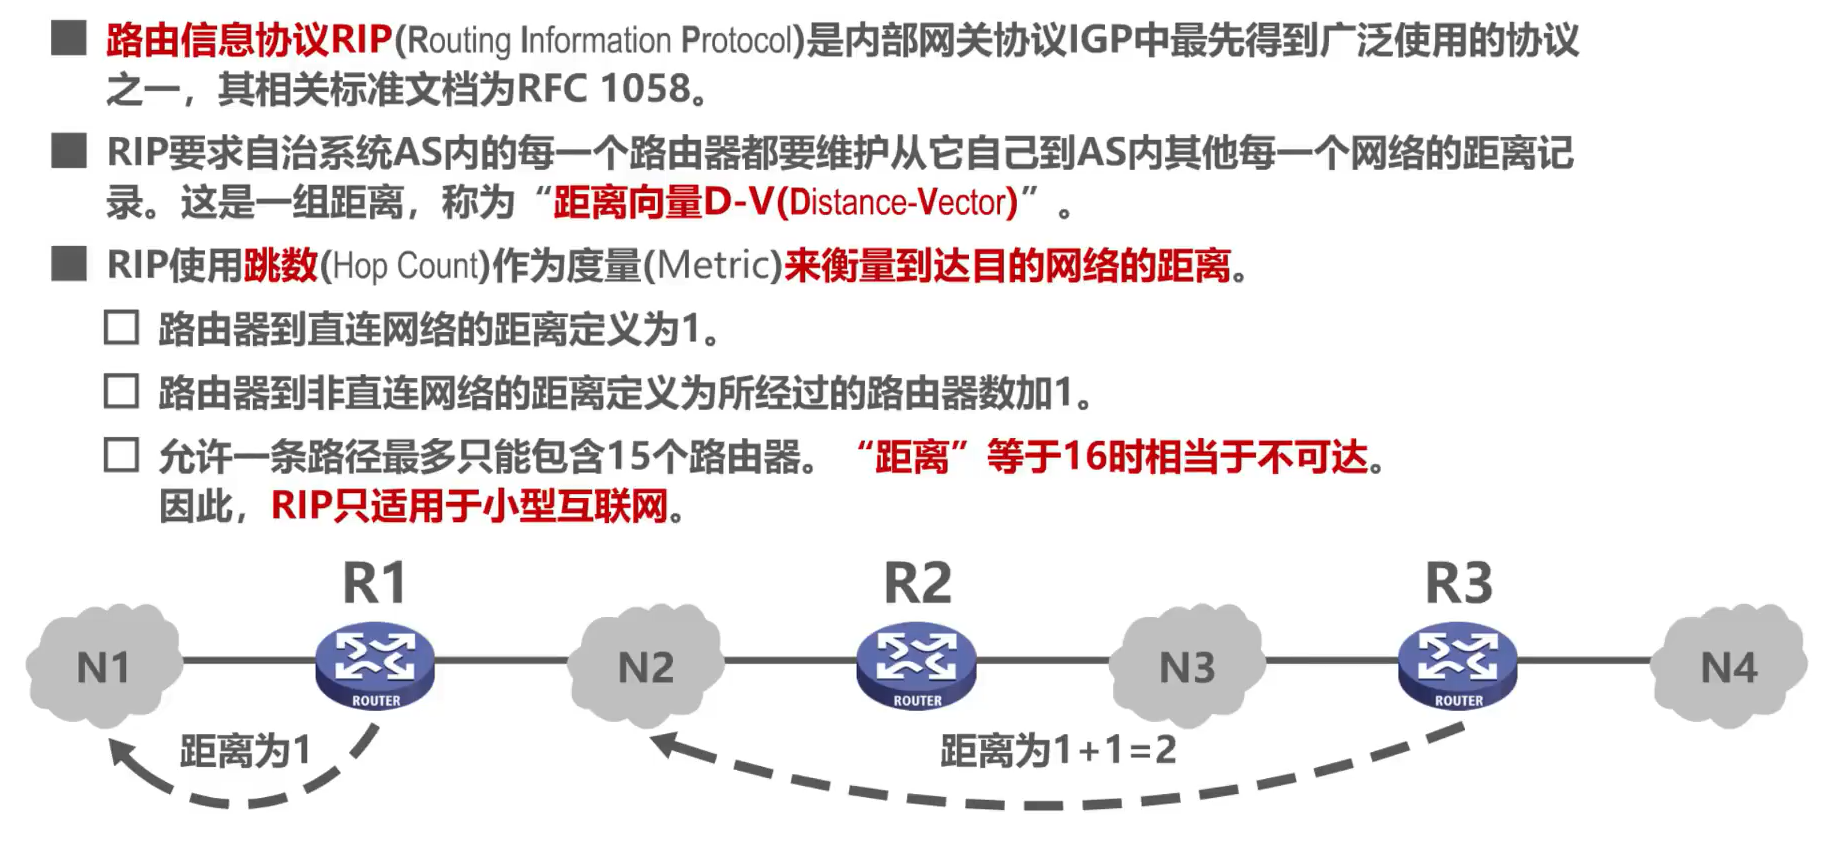 路由信息协议RIP(Routing Information Protocol)是内部网关协议IGP中最先得到广泛使用的协议
之一，其相关标准文档为RFC 1058。
RIP要求自治系统AS内的每一个路由器都要维护从它自己到AS内其他每一个网络的距离记
录。这是一组距离，称为“距离向量D-V(Distance-Vector)”。
RIP使用跳数(Hop Count)作为度量(Metric)来衡量到达目的网络的距离。
路由器到直连网络的距离定义为1。
路由器到非直连网络的距离定义为所经过的路由器数加1。
允许一条路径最多只能包含15个路由器。“距离”等于16时相当于不可达。
因此，RIP只适用于小型互联网。
R1 R2 R3
N1 N2 N3 N4
ROUTER ROUTER ROUTER
距离为1 距离为1+1=2